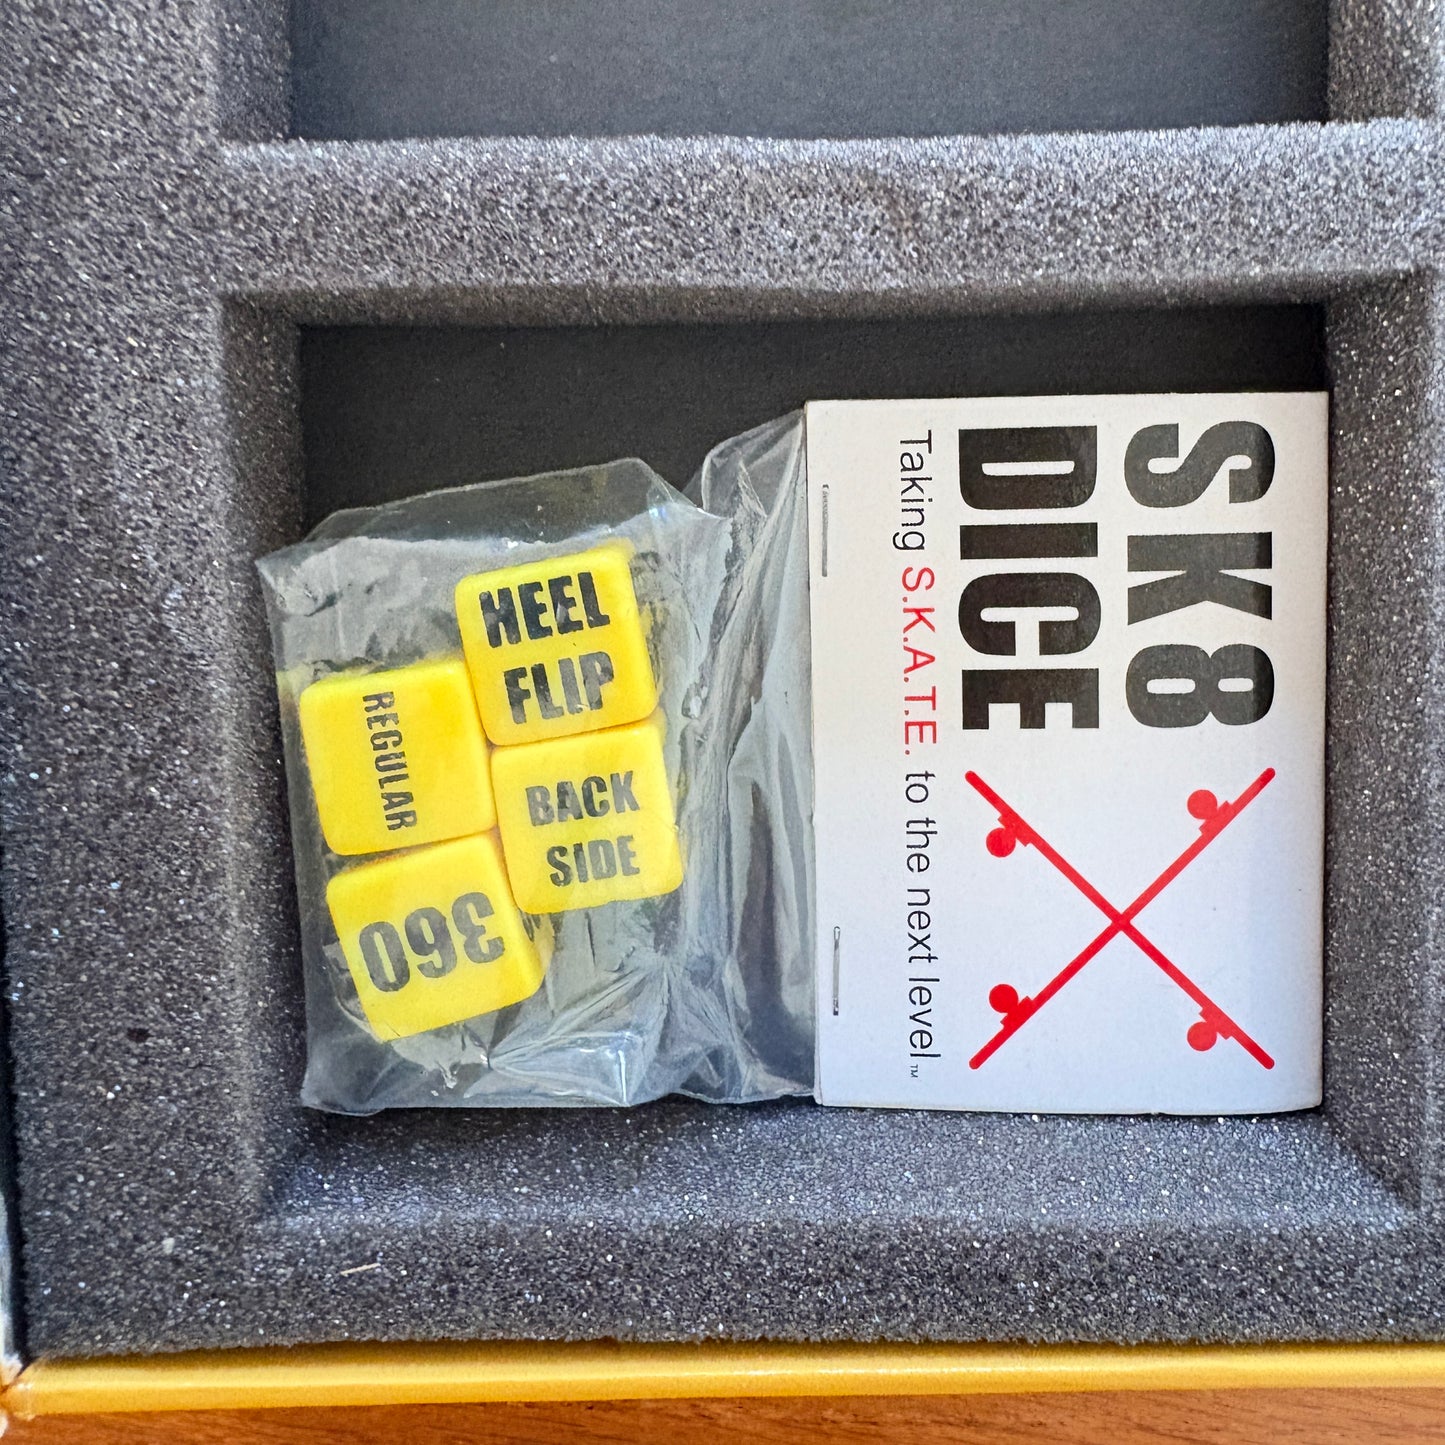 SK8
DICE
Taking S.K.A.T.E. to the next level™
HEEL
FLIP
REGULAR
BACK
SIDE
360